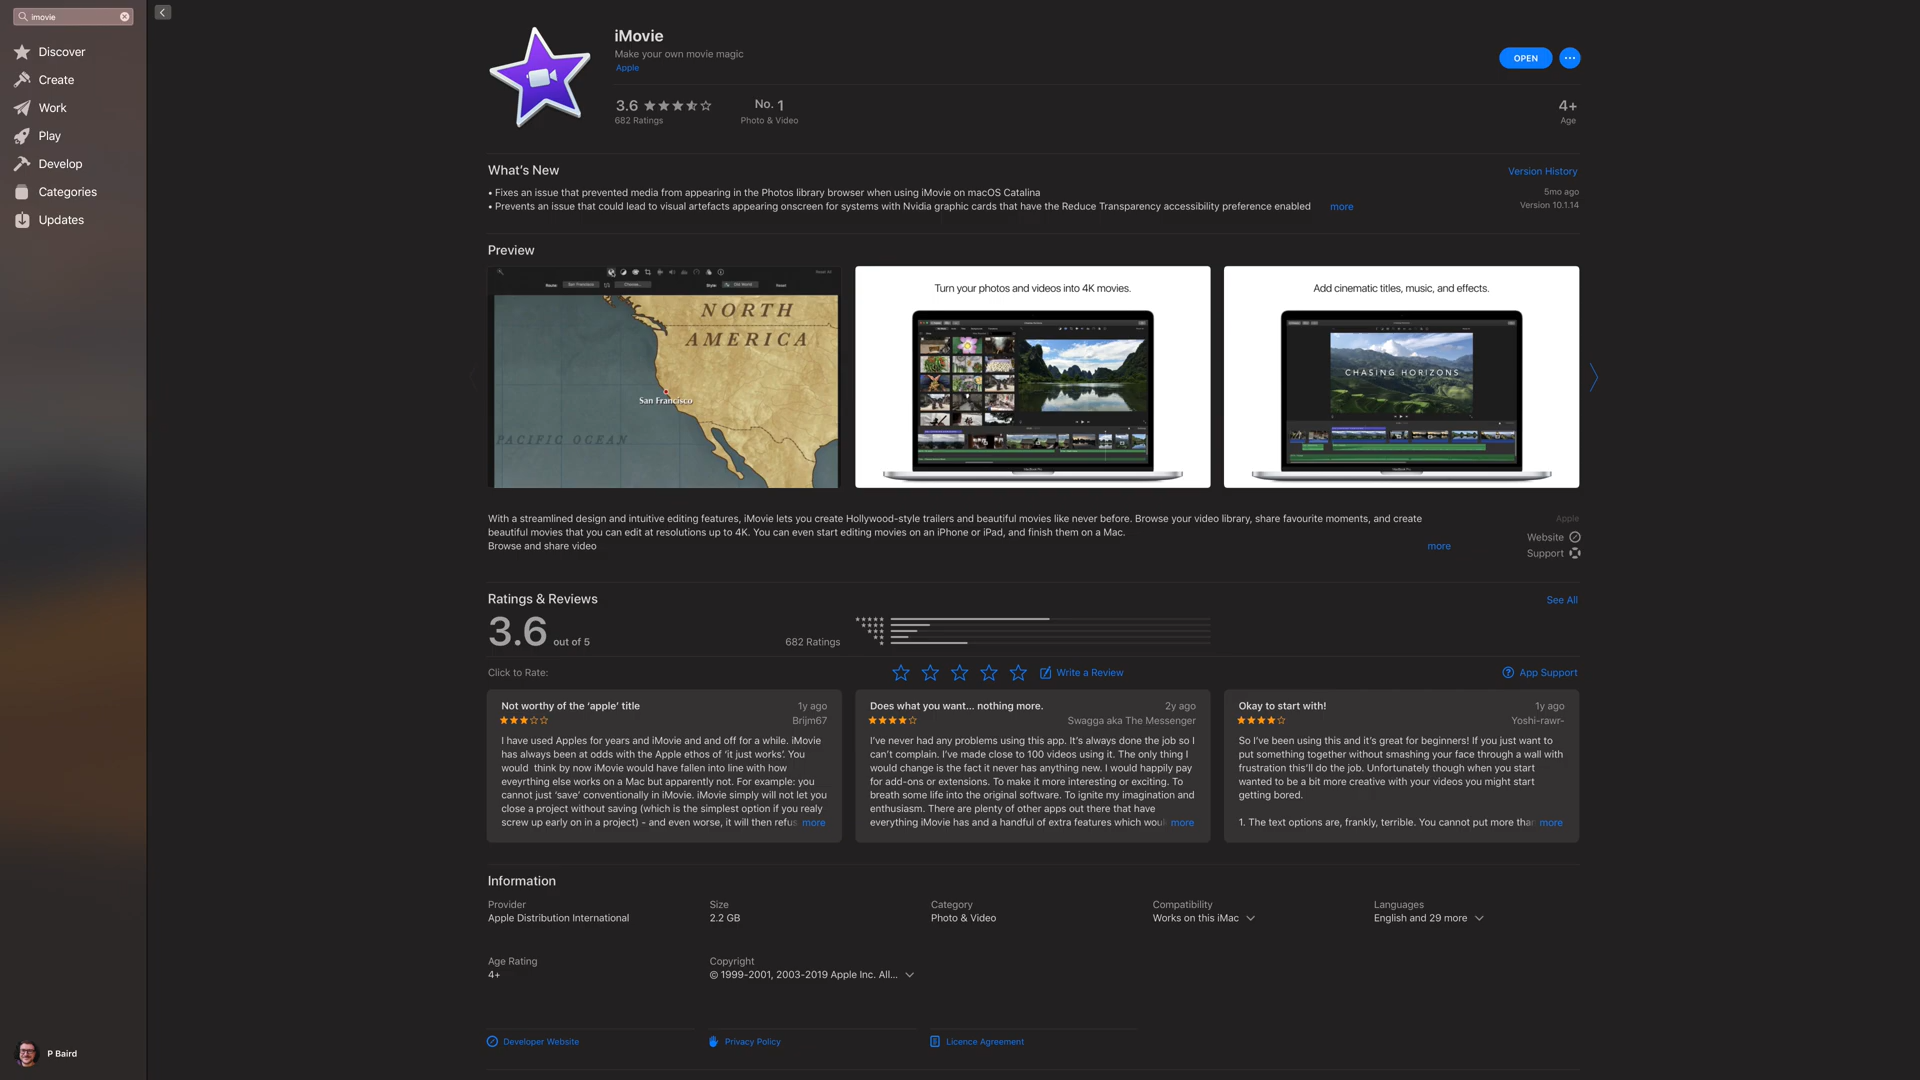 imovie
Discover
Create
Work
Play
Develop
Categories
Updates
P Baird
iMovie
Make your own movie magic
Apple
OPEN
3.6
682 Ratings
No. 1
Photo & Video
4+
Age
What's New
Version History
• Fixes an issue that prevented media from appearing in the Photos library browser when using iMovie on macOS Catalina
• Prevents an issue that could lead to visual artefacts appearing onscreen for systems with Nvidia graphic cards that have the Reduce Transparency accessibility preference enabled
more
5mo ago
Version 10.1.14
Preview
Route: San Francisco Choose... Style: Old World Reset
Reset All
NORTH
AMERICA
San Francisco
PACIFIC OCEAN
Turn your photos and videos into 4K movies.
MacBook Pro
Add cinematic titles, music, and effects.
CHASING HORIZONS
MacBook Pro
With a streamlined design and intuitive editing features, iMovie lets you create Hollywood-style trailers and beautiful movies like never before. Browse your video library, share favourite moments, and create
beautiful movies that you can edit at resolutions up to 4K. You can even start editing movies on an iPhone or iPad, and finish them on a Mac.
Browse and share video
more
Apple
Website
Support
Ratings & Reviews
See All
3.6 out of 5
682 Ratings
Click to Rate:
Write a Review
App Support
Not worthy of the ‘apple’ title
1y ago
Brijm67
I have used Apples for years and iMovie and and off for a while. iMovie
has always been at odds with the Apple ethos of ‘it just works’. You
would  think by now iMovie would have fallen into line with how
eveyrthing else works on a Mac but apparently not. For example: you
cannot just ‘save’ conventionally in iMovie. iMovie simply will not let you
close a project without saving (which is the simplest option if you realy
screw up early on in a project) - and even worse, it will then refus more
Does what you want... nothing more.
2y ago
Swagga aka The Messenger
I’ve never had any problems using this app. It’s always done the job so I
can’t complain. I’ve made close to 100 videos using it. The only thing I
would change is the fact it never has anything new. I would happily pay
for add-ons or extensions. To make it more interesting or exciting. To
breath some life into the original software. To ignite my imagination and
enthusiasm. There are plenty of other apps out there that have
everything iMovie has and a handful of extra features which woul more
Okay to start with!
1y ago
Yoshi-rawr-
So I’ve been using this and it’s great for beginners! If you just want to
put something together without smashing your face through a wall with
frustration this’ll do the job. Unfortunately though when you start
wanted to be a bit more creative with your videos you might start
getting bored.
1. The text options are, frankly, terrible. You cannot put more than more
Information
Provider
Apple Distribution International
Size
2.2 GB
Category
Photo & Video
Compatibility
Works on this iMac
Languages
English and 29 more
Age Rating
4+
Copyright
© 1999-2001, 2003-2019 Apple Inc. All...
Developer Website
Privacy Policy
Licence Agreement